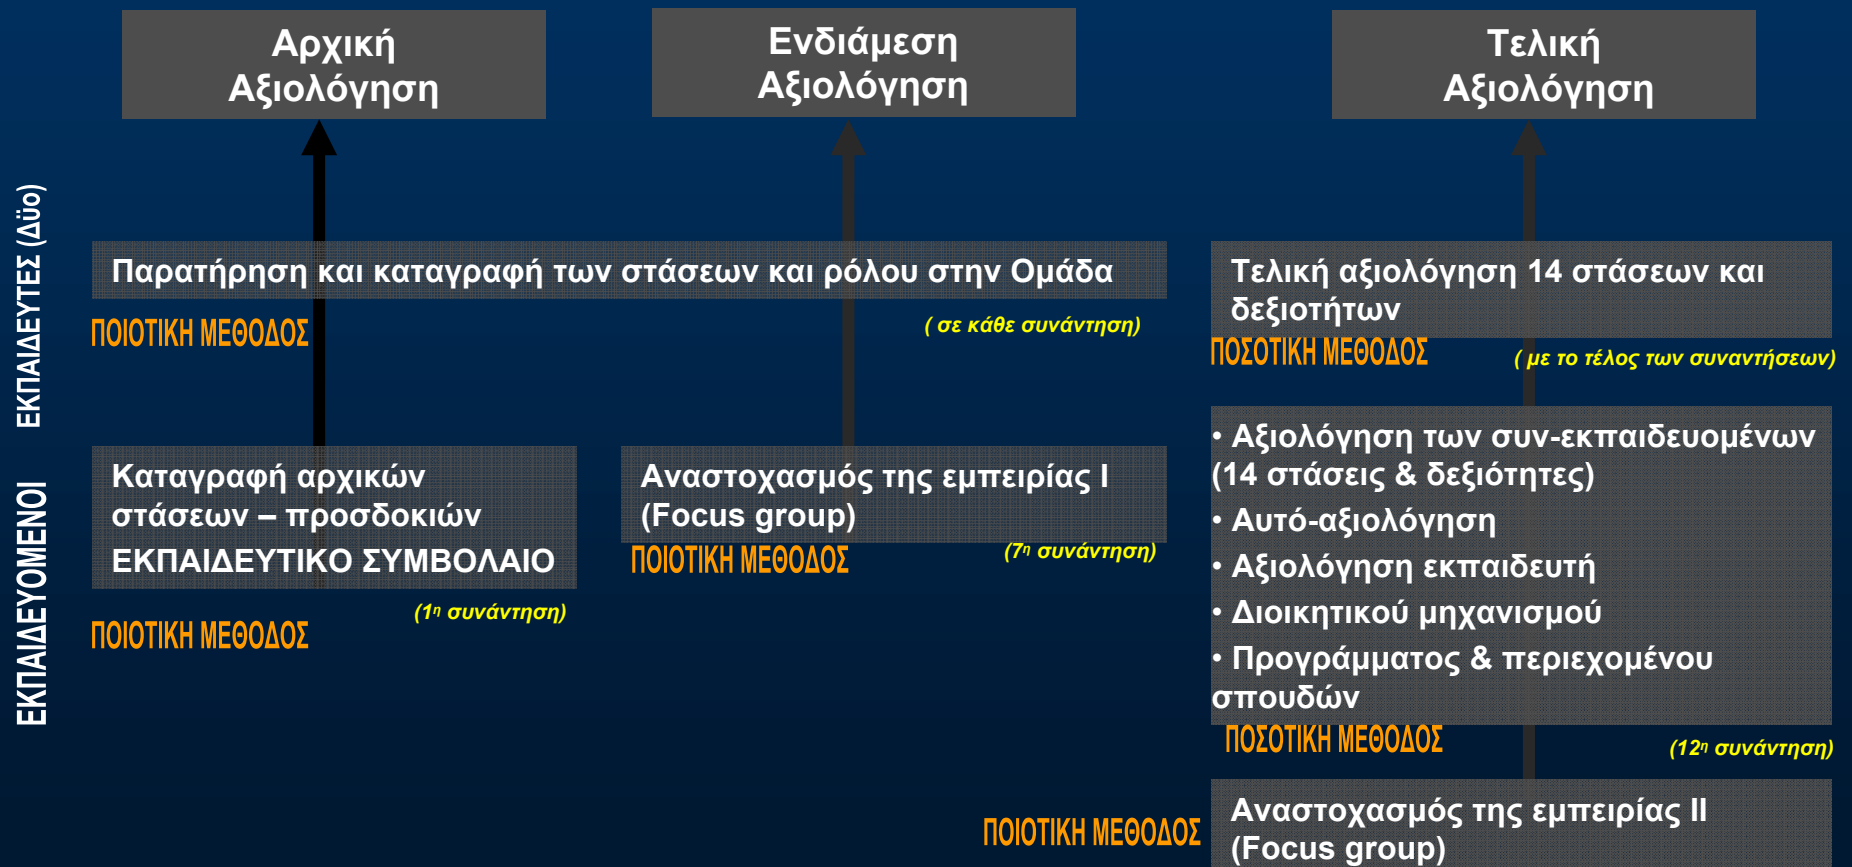 Αρχική
Αξιολόγηση
Ενδιάμεση
Αξιολόγηση
Τελική
Αξιολόγηση
ΕΚΠΑΙΔΕΥΤΕΣ (Δϋο)
Παρατήρηση και καταγραφή των στάσεων και ρόλου στην Ομάδα
ΠΟΙΟΤΙΚΗ ΜΕΘΟΔΟΣ
( σε κάθε συνάντηση)
Τελική αξιολόγηση 14 στάσεων και
δεξιοτήτων
ΠΟΣΟΤΙΚΗ ΜΕΘΟΔΟΣ
( με το τέλος των συναντήσεων)
ΕΚΠΑΙΔΕΥΟΜΕΝΟΙ
Καταγραφή αρχικών
στάσεων – προσδοκιών
ΕΚΠΑΙΔΕΥΤΙΚΟ ΣΥΜΒΟΛΑΙΟ
(1η συνάντηση)
ΠΟΙΟΤΙΚΗ ΜΕΘΟΔΟΣ
Αναστοχασμός της εμπειρίας Ι
(Focus group)
ΠΟΙΟΤΙΚΗ ΜΕΘΟΔΟΣ
(7η συνάντηση)
• Αξιολόγηση των συν-εκπαιδευομένων
(14 στάσεις & δεξιότητες)
• Αυτό-αξιολόγηση
• Αξιολόγηση εκπαιδευτή
• Διοικητικού μηχανισμού
• Προγράμματος & περιεχομένου
σπουδών
ΠΟΣΟΤΙΚΗ ΜΕΘΟΔΟΣ
(12η συνάντηση)
ΠΟΙΟΤΙΚΗ ΜΕΘΟΔΟΣ
Αναστοχασμός της εμπειρίας ΙΙ
(Focus group)